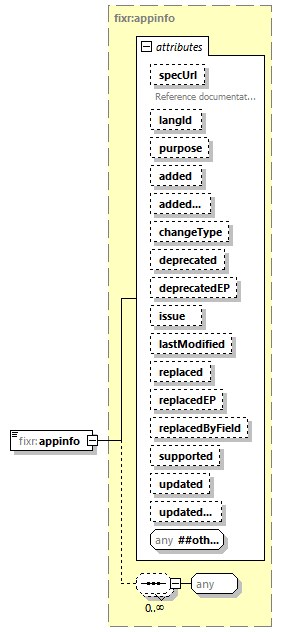 fixr:appinfo
attributes
specUrl
Reference documentat...
langId
purpose
added
added...
changeType
deprecated
deprecatedEP
issue
lastModified
replaced
replacedEP
replacedByField
supported
updated
updated...
any ##oth...
fixr:appinfo
any
0..∞